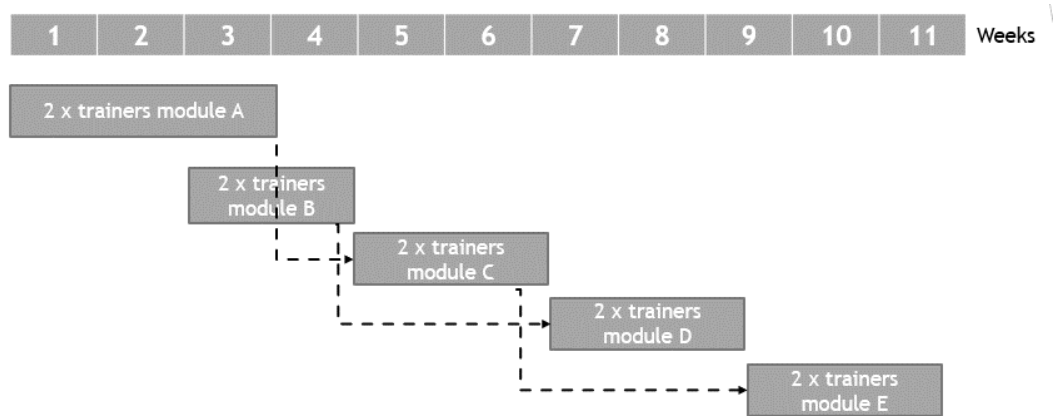 1 2 3 4 5 6 7 8 9 10 11 Weeks
2 x trainers module A
2 x trainers
module B
2 x trainers
module C
2 x trainers
module D
2 x trainers
module E